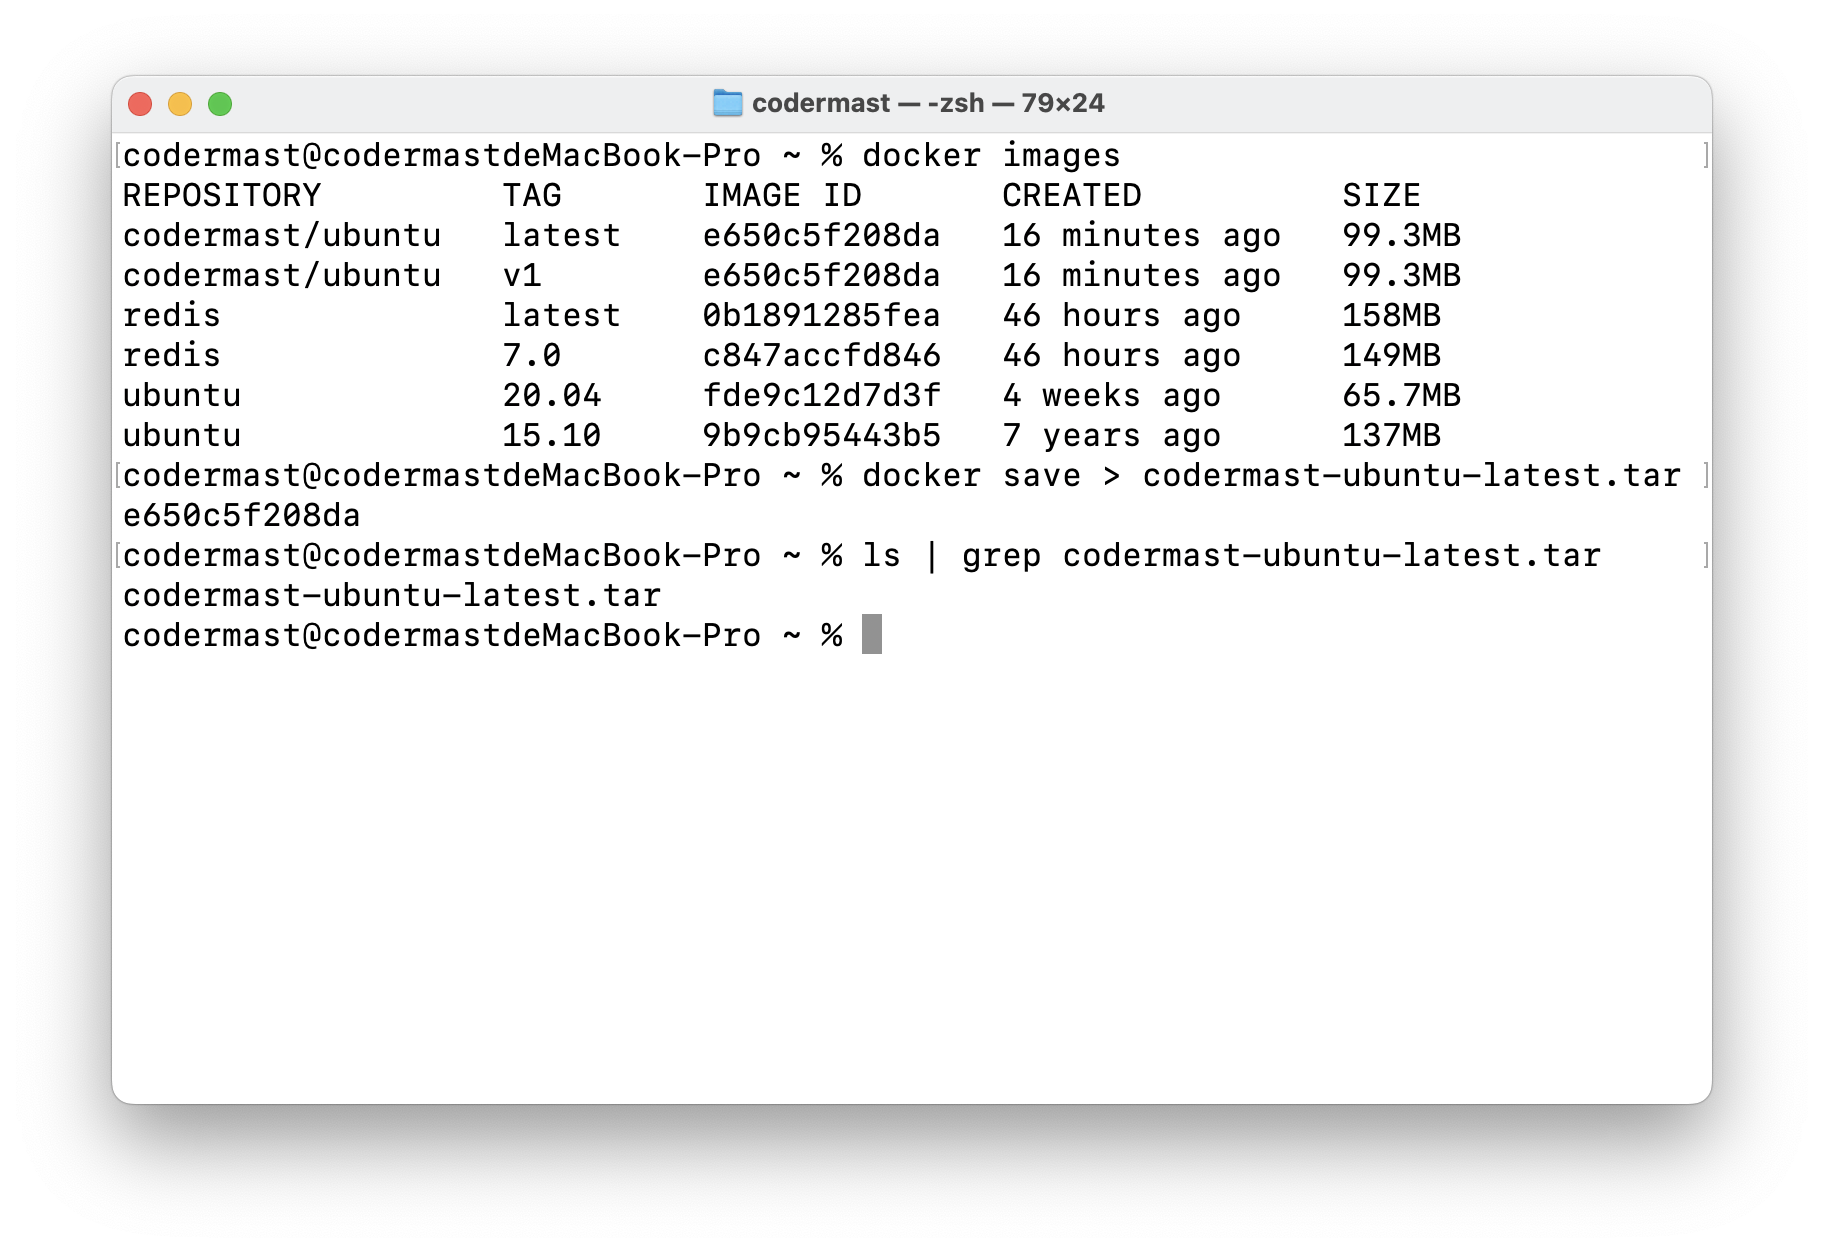 codermast — -zsh — 79×24
codermast@codermastdeMacBook-Pro ~ % docker images
REPOSITORY         TAG       IMAGE ID       CREATED          SIZE
codermast/ubuntu   latest    e650c5f208da   16 minutes ago   99.3MB
codermast/ubuntu   v1        e650c5f208da   16 minutes ago   99.3MB
redis              latest    0b1891285fea   46 hours ago     158MB
redis              7.0       c847accfd846   46 hours ago     149MB
ubuntu             20.04     fde9c12d7d3f   4 weeks ago      65.7MB
ubuntu             15.10     9b9cb95443b5   7 years ago      137MB
codermast@codermastdeMacBook-Pro ~ % docker save > codermast-ubuntu-latest.tar
e650c5f208da
codermast@codermastdeMacBook-Pro ~ % ls | grep codermast-ubuntu-latest.tar
codermast-ubuntu-latest.tar
codermast@codermastdeMacBook-Pro ~ %